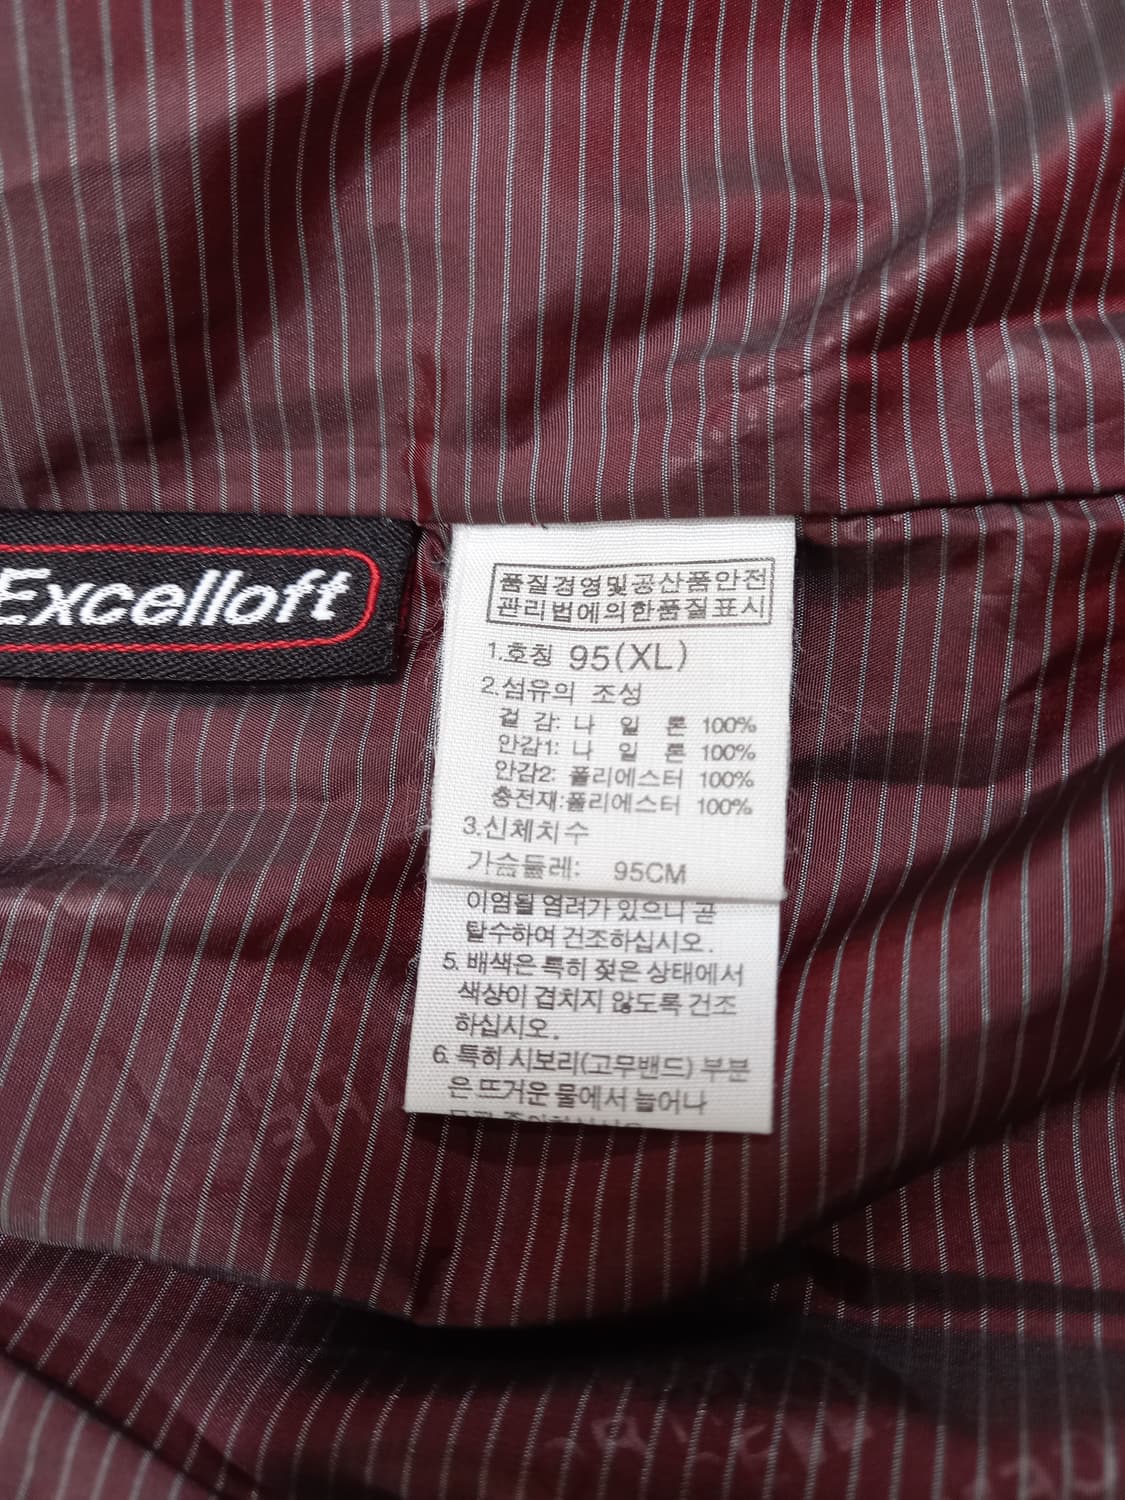 Excelloft
품질경영및공산품안전
관리법에의한품질표시
1.호칭 95(XL)
2.섬유의 조성
겉 감: 나 일 론 100%
안감1: 나 일 론 100%
안감2: 폴리에스터 100%
충전재:폴리에스터 100%
3.신체치수
가슴둘레: 95CM
이염될 염려가 있으니 곧
탈수하여 건조하십시오.
5. 배색은 특히 젖은 상태에서
색상이 겹치지 않도록 건조
하십시오.
6. 특히 시보리(고무밴드) 부분
은 뜨거운 물에서 늘어나